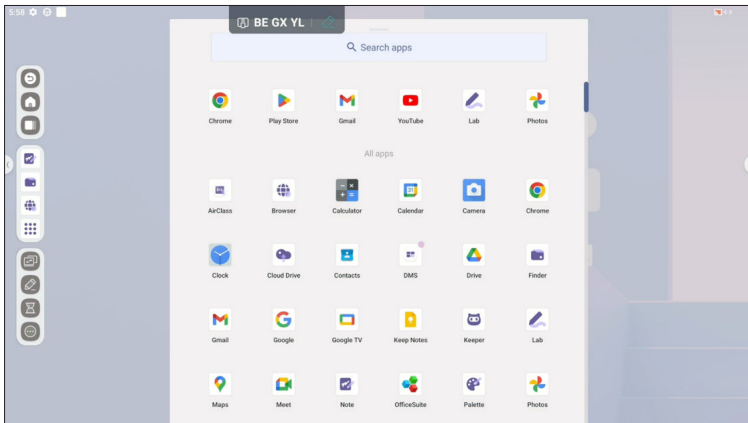 5:58
BE GX YL
Search apps
Chrome Play Store Gmail YouTube Lab Photos
All apps
AirClass Browser Calculator Calendar Camera Chrome
Clock Cloud Drive Contacts DMS Drive Finder
Gmail Google Google TV Keep Notes Keeper Lab
Maps Meet Note OfficeSuite Palette Photos